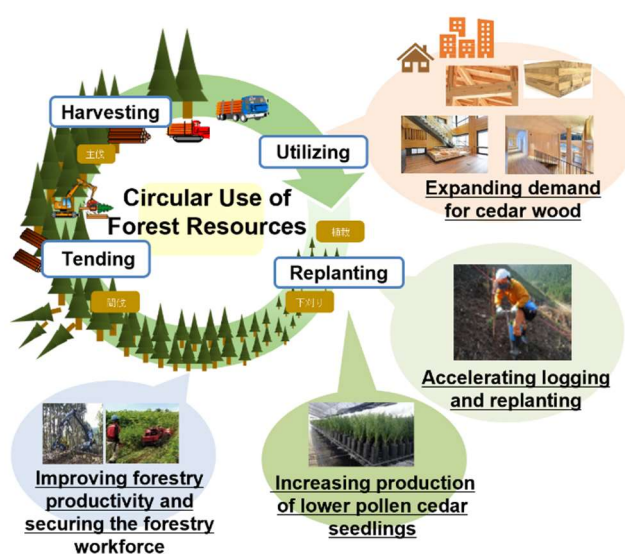 Harvesting
主伐
Utilizing
Circular Use of
Forest Resources
植栽
Tending
Replanting
間伐
下刈り
Expanding demand
for cedar wood
Accelerating logging
and replanting
Improving forestry
productivity and
securing the forestry
workforce
Increasing production
of lower pollen cedar
seedlings